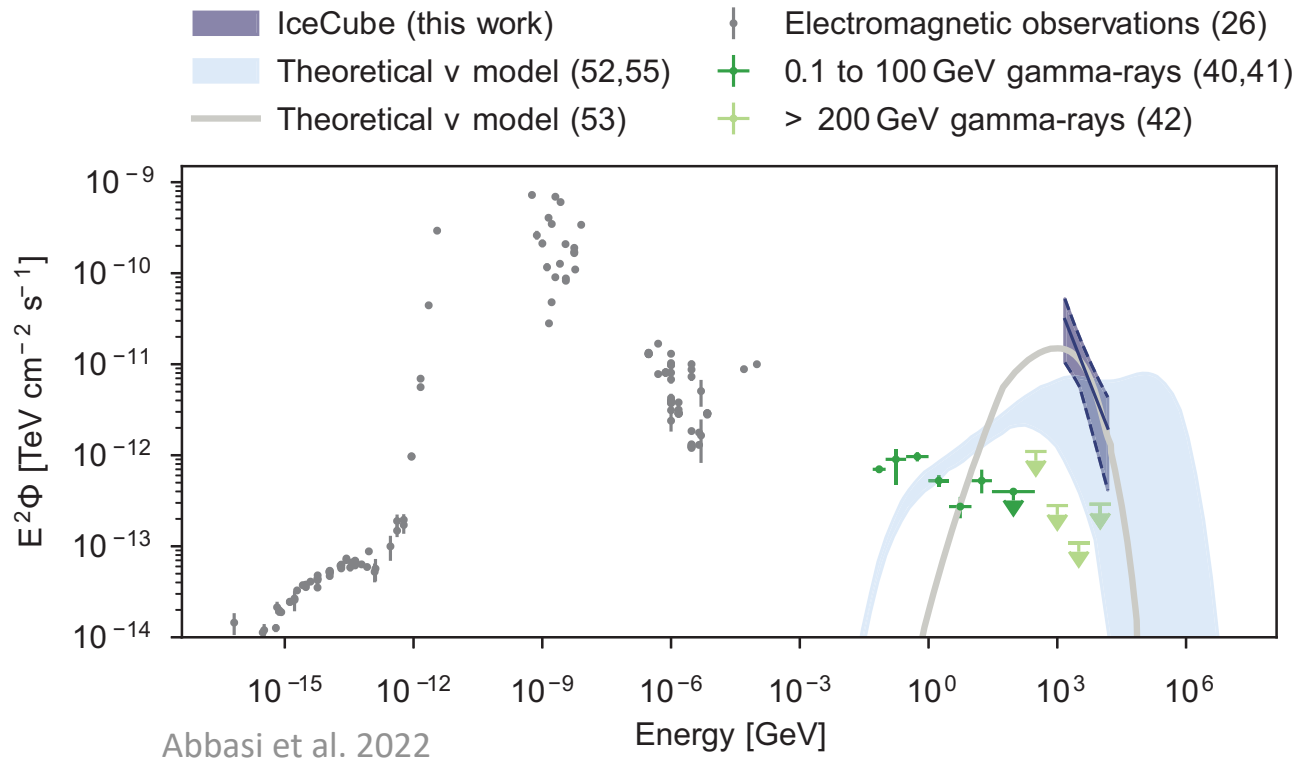 IceCube (this work)
Electromagnetic observations (26)
Theoretical ν model (52,55)
0.1 to 100 GeV gamma-rays (40,41)
Theoretical ν model (53)
> 200 GeV gamma-rays (42)
10⁻⁹
10⁻¹⁰
10⁻¹¹
10⁻¹²
10⁻¹³
10⁻¹⁴
E²Φ [TeV cm⁻² s⁻¹]
10⁻¹⁵ 10⁻¹² 10⁻⁹ 10⁻⁶ 10⁻³ 10⁰ 10³ 10⁶
Energy [GeV]
Abbasi et al. 2022